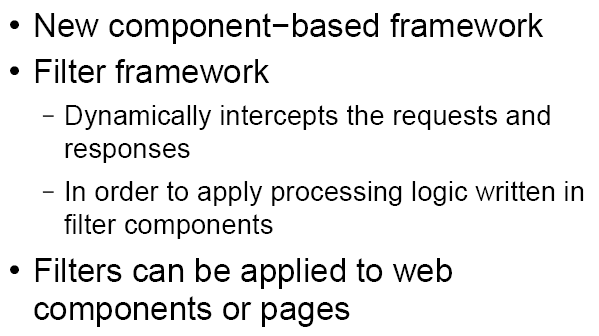 • New component-based framework
• Filter framework
– Dynamically intercepts the requests and
responses
– In order to apply processing logic written in
filter components
• Filters can be applied to web
components or pages